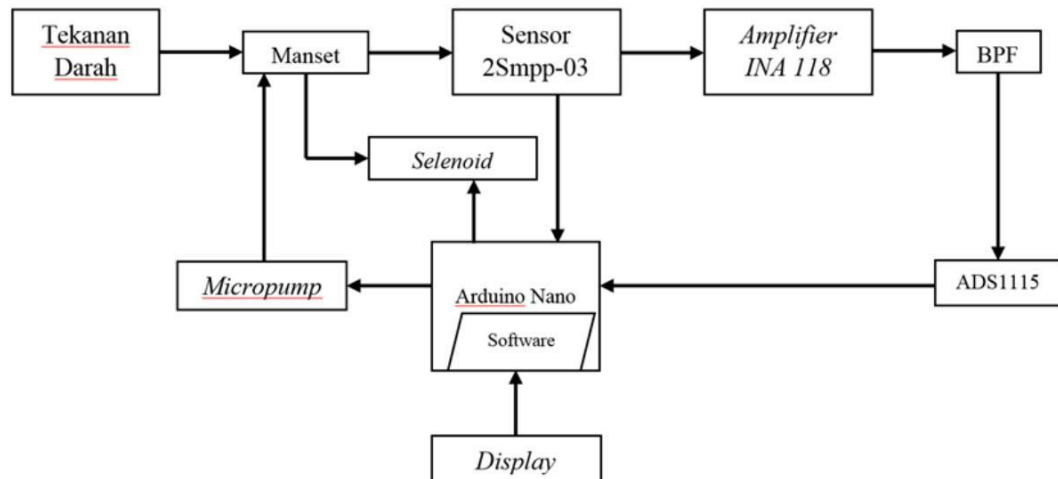 Tekanan
Darah
Manset
Sensor
2Smpp-03
Amplifier
INA 118
BPF
Selenoid
Micropump
Arduino Nano
Software
ADS1115
Display